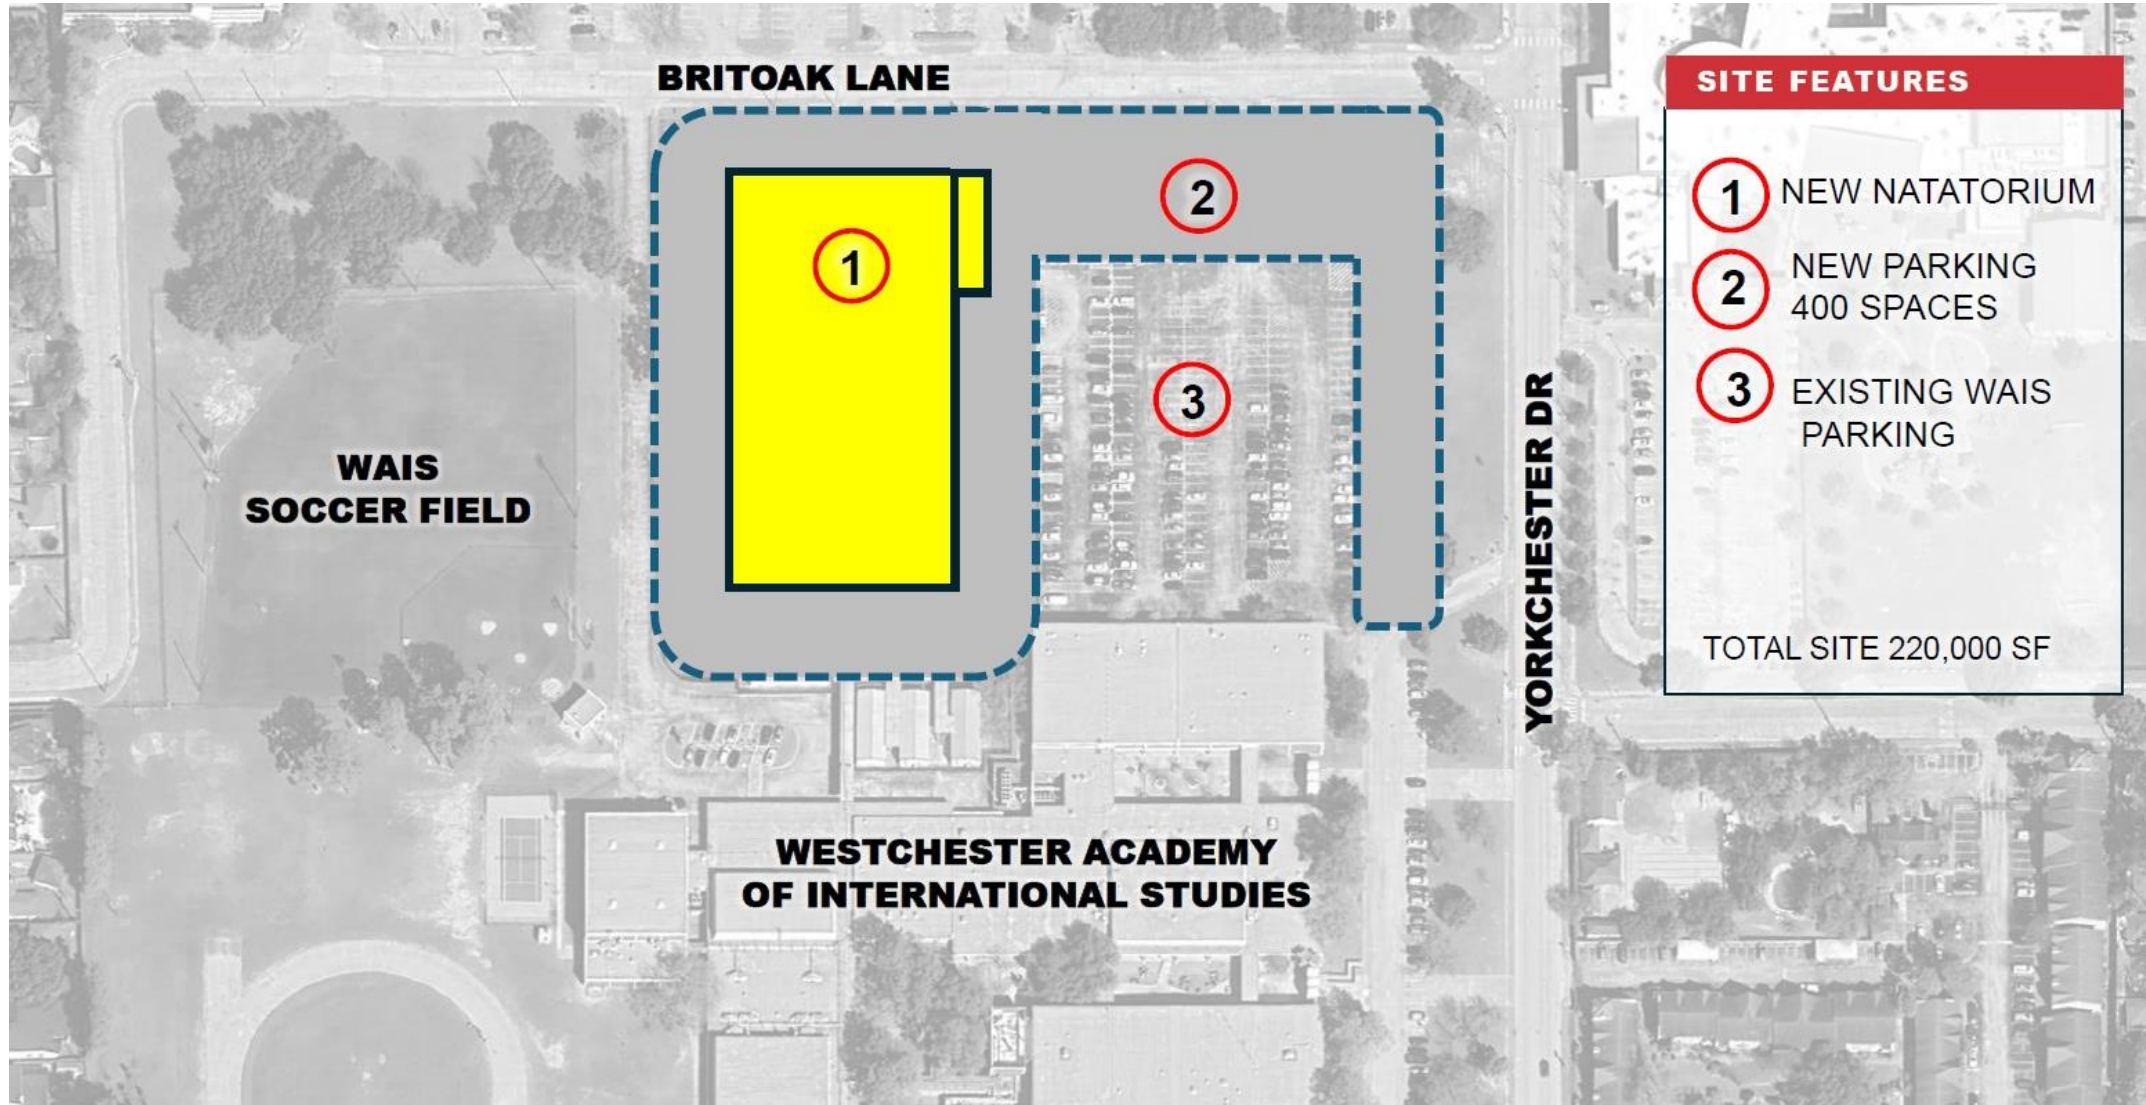 BRITOAK LANE
SITE FEATURES
1 NEW NATATORIUM
2 NEW PARKING
400 SPACES
3 EXISTING WAIS
PARKING
TOTAL SITE 220,000 SF
1
2
3
WAIS
SOCCER FIELD
YORKCHESTER DR
WESTCHESTER ACADEMY
OF INTERNATIONAL STUDIES